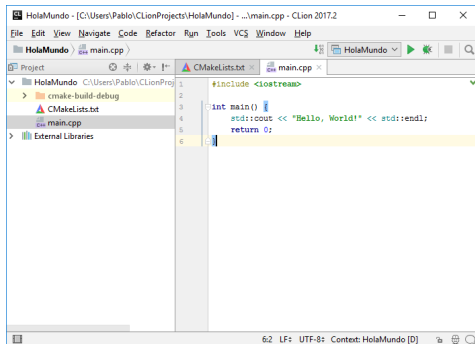 HolaMundo - [C:\Users\Pablo\CLionProjects\HolaMundo] - ...\main.cpp - CLion 2017.2
File Edit View Navigate Code Refactor Run Tools VCS Window Help
HolaMundo main.cpp HolaMundo
Project CMakeLists.txt main.cpp
HolaMundo C:\Users\Pablo\CLionProj
cmake-build-debug
CMakeLists.txt
main.cpp
External Libraries
1 #include <iostream>
2
3 int main() {
4 std::cout << "Hello, World!" << std::endl;
5 return 0;
6 }
6:2 LF÷ UTF-8÷ Context: HolaMundo [D]